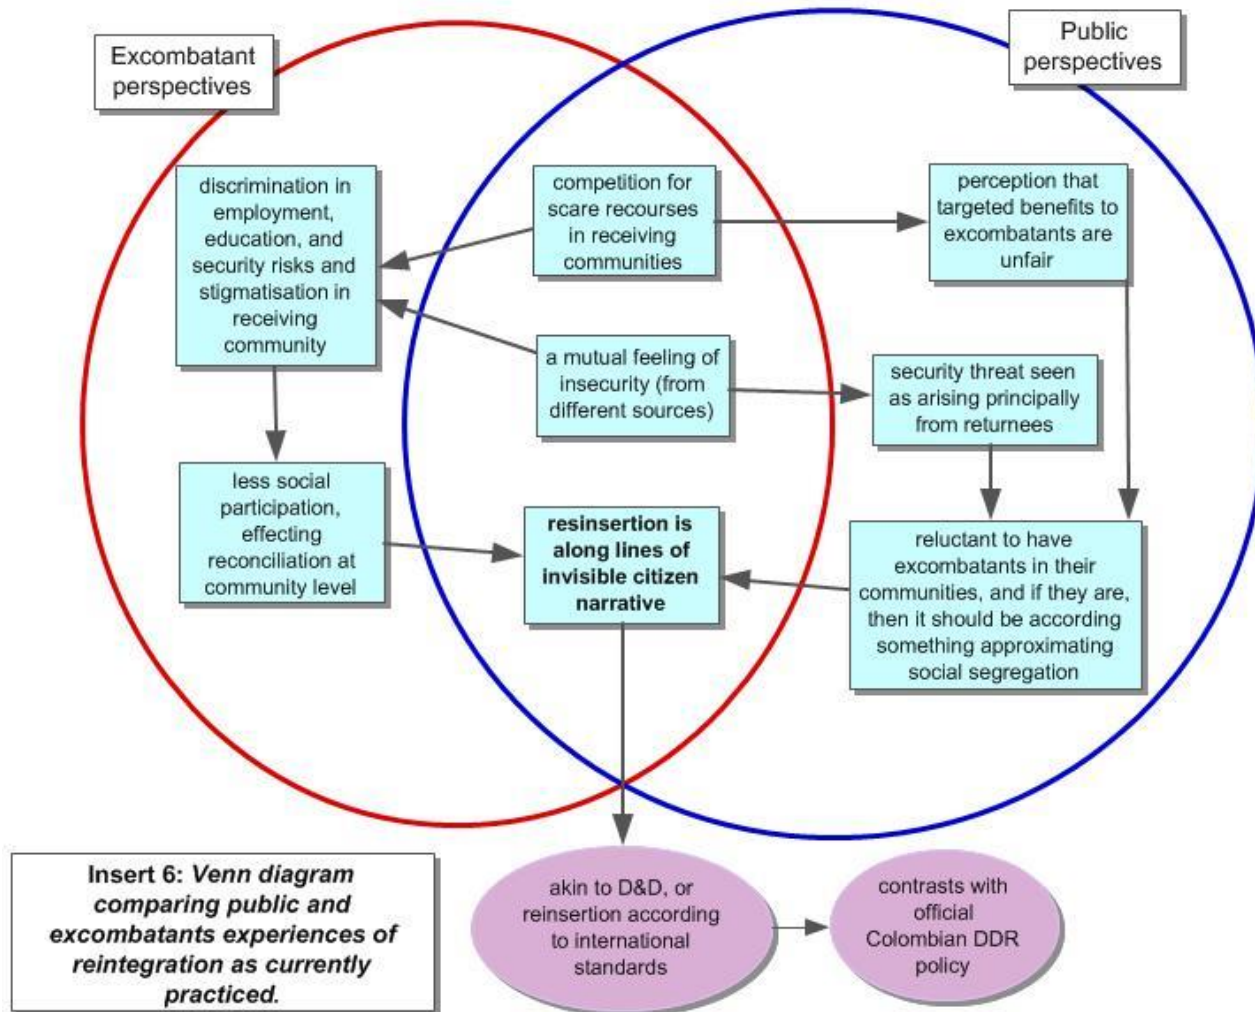 Excombatant
perspectives
Public
perspectives
discrimination in
employment,
education, and
security risks and
stigmatisation in
receiving
community
competition for
scare recourses
in receiving
communities
perception that
targeted benefits to
excombatants are
unfair
a mutual feeling of
insecurity (from
different sources)
security threat seen
as arising principally
from returnees
less social
participation,
effecting
reconciliation at
community level
resinsertion is
along lines of
invisible citizen
narrative
reluctant to have
excombatants in their
communities, and if they are,
then it should be according
something approximating
social segregation
Insert 6: Venn diagram
comparing public and
excombatants experiences of
reintegration as currently
practiced.
akin to D&D, or
reinsertion according
to international
standards
contrasts with
official
Colombian DDR
policy